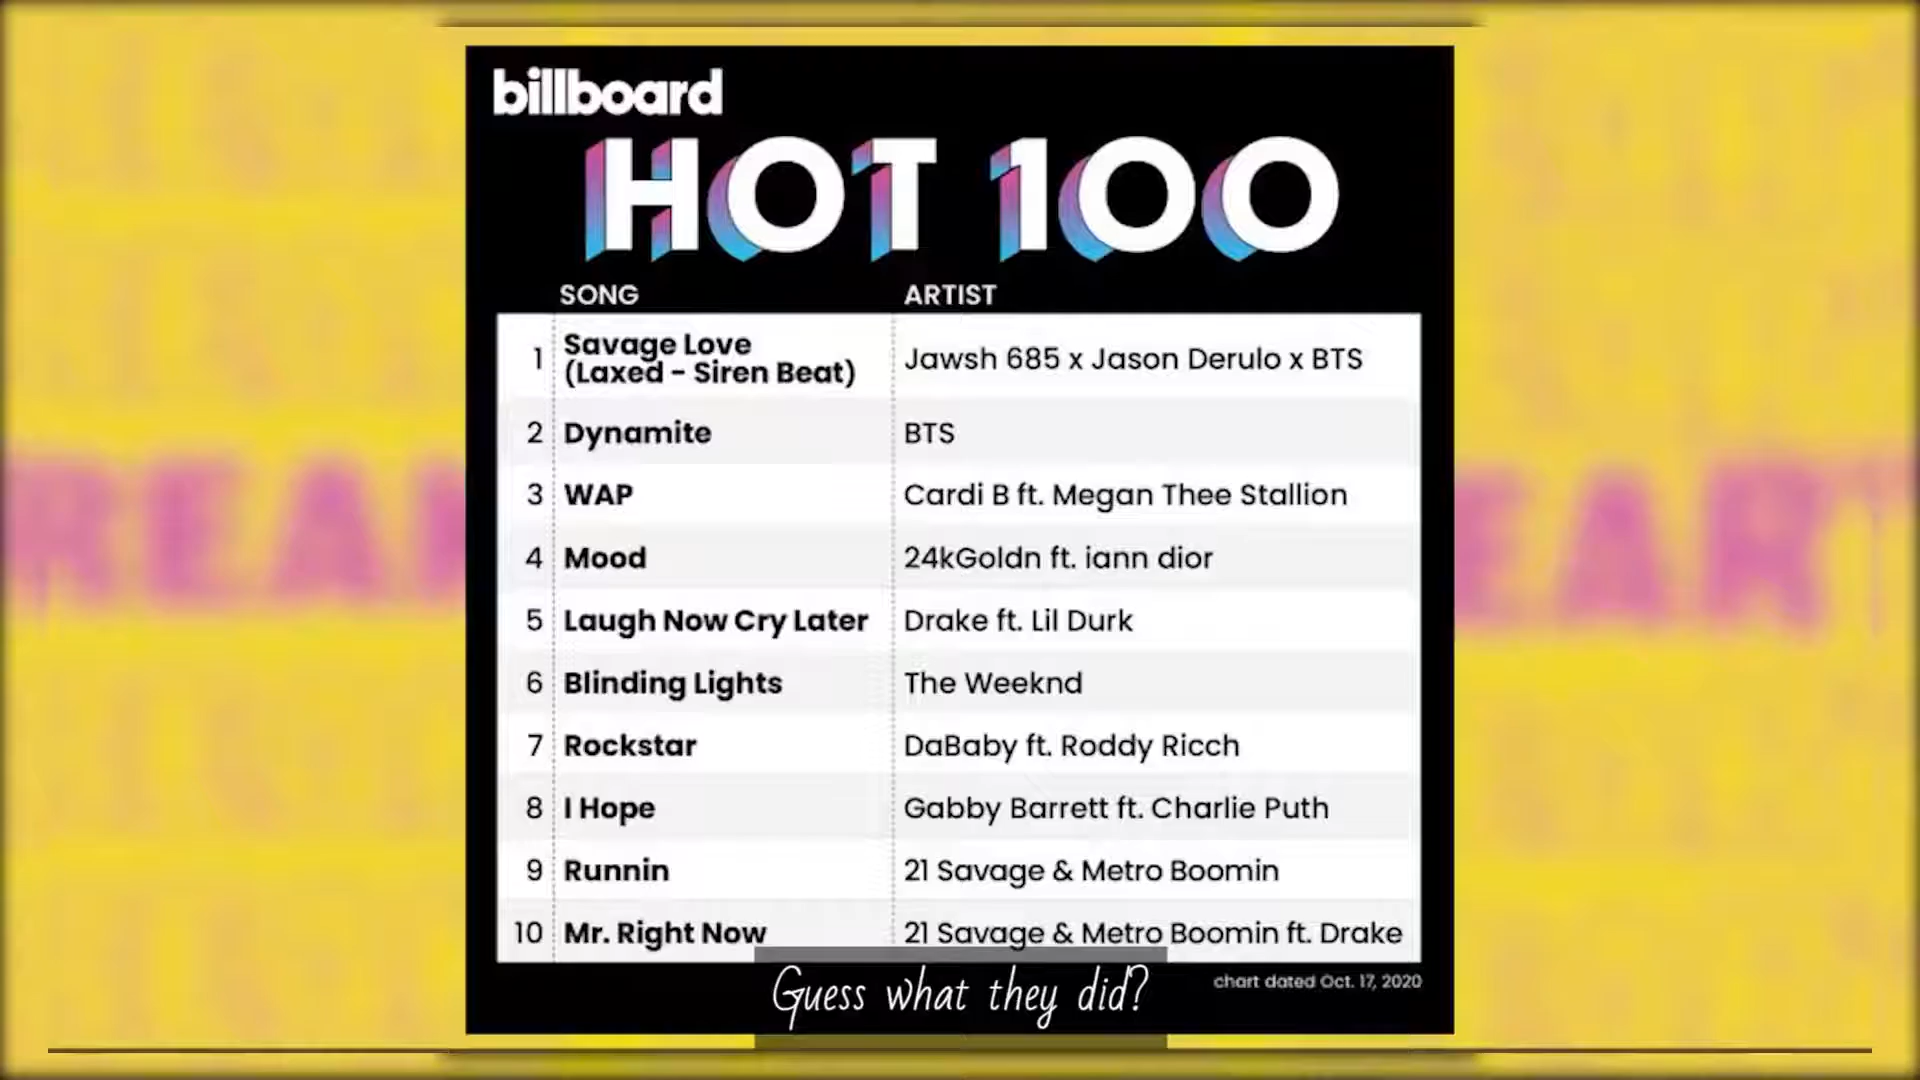 billboard
HOT 100
SONG ARTIST
1 Savage Love
(Laxed - Siren Beat) Jawsh 685 x Jason Derulo x BTS
2 Dynamite BTS
3 WAP Cardi B ft. Megan Thee Stallion
4 Mood 24kGoldn ft. iann dior
5 Laugh Now Cry Later Drake ft. Lil Durk
6 Blinding Lights The Weeknd
7 Rockstar DaBaby ft. Roddy Ricch
8 I Hope Gabby Barrett ft. Charlie Puth
9 Runnin 21 Savage & Metro Boomin
10 Mr. Right Now 21 Savage & Metro Boomin ft. Drake
chart dated Oct. 17, 2020
Guess what they did?